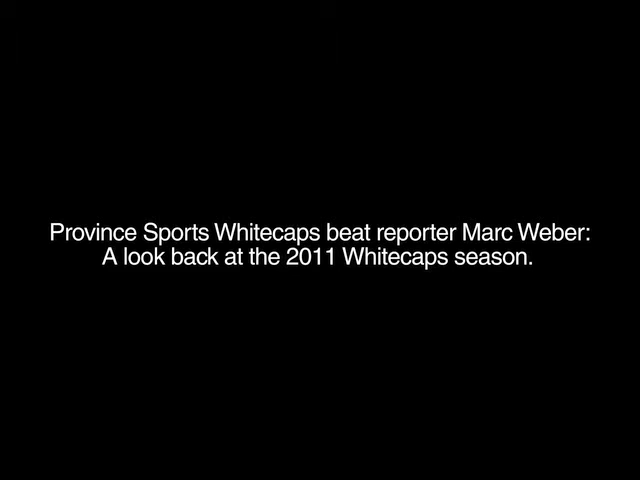 Province Sports Whitecaps beat reporter Marc Weber:
A look back at the 2011 Whitecaps season.